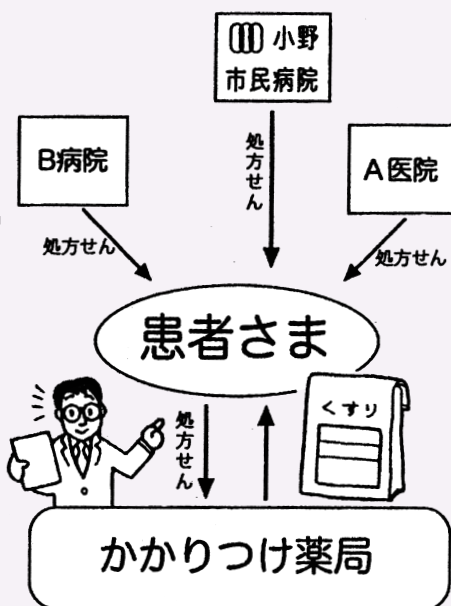 小野
市民病院
B病院
A医院
処方せん
処方せん
処方せん
患者さま
処方せん
くすり
かかりつけ薬局